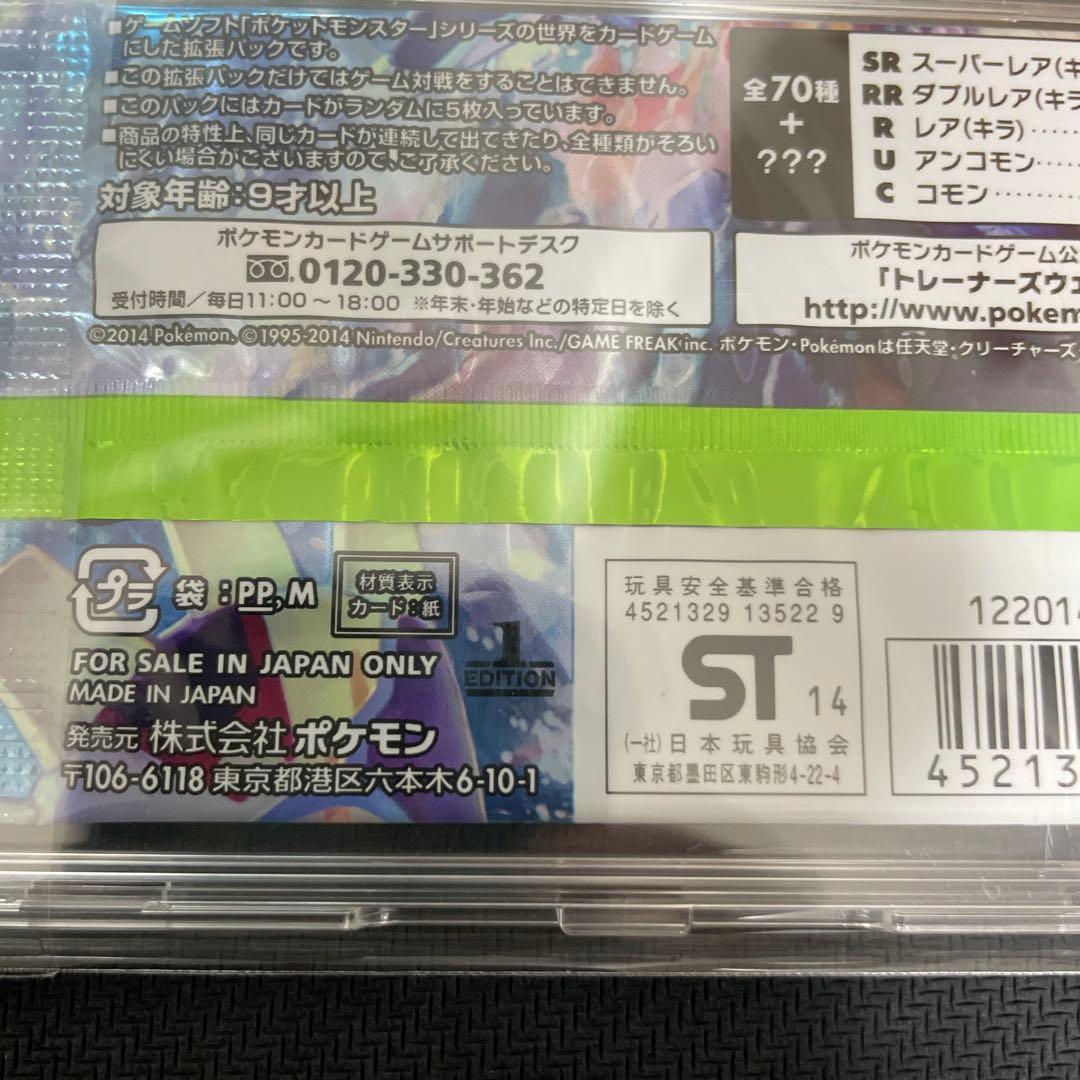 ■ゲームソフト「ポケットモンスター」シリーズの世界をカードゲーム
にした拡張パックです。
■この拡張パックだけではゲーム対戦をすることはできません。
■このパックにはカードがランダムに5枚入っています。
■商品の特性上、同じカードが連続して出てきたり、全種類がそろい
にくい場合がございますので、ご了承ください。
対象年齢：9才以上
全70種
+
???
SR スーパーレア(キ
RR ダブルレア(キラ
R レア(キラ)‥‥
U アンコモン‥‥
C コモン‥‥‥‥
ポケモンカードゲームサポートデスク
0120-330-362
受付時間／毎日11:00～18:00 ※年末・年始などの特定日を除く
ポケモンカードゲーム公
「トレーナーズウェ
http://www.pokem
©2014 Pokémon. ©1995-2014 Nintendo/Creatures Inc./GAME FREAK inc. ポケモン・Pokémonは任天堂・クリーチャーズ
プラ 袋：PP,M
材質表示
カード：紙
FOR SALE IN JAPAN ONLY
MADE IN JAPAN
1
EDITION
発売元 株式会社 ポケモン
〒106-6118 東京都港区六本木6-10-1
玩具安全基準合格
4521329 13522 9
ST 14
(一社)日本玩具協会
東京都墨田区東駒形4-22-4
122014
45213